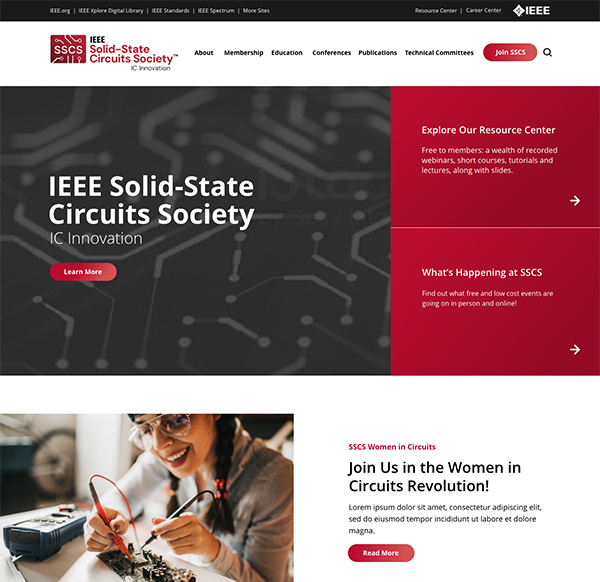 IEEE.org | IEEE Xplore Digital Library | IEEE Standards | IEEE Spectrum | More Sites
Resource Center | Career Center
IEEE
SSCS
IEEE
Solid-State
Circuits Society™
IC Innovation
About Membership Education Conferences Publications Technical Committees
Join SSCS
IEEE Solid-State
Circuits Society
IC Innovation
Learn More
Explore Our Resource Center
Free to members: a wealth of recorded
webinars, short courses, tutorials and
lectures, along with slides.
What's Happening at SSCS
Find out what free and low cost events are
going on in person and online!
SSCS Women in Circuits
Join Us in the Women in
Circuits Revolution!
Lorem ipsum dolor sit amet, consectetur adipiscing elit,
sed do eiusmod tempor incididunt ut labore et dolore
magna.
Read More